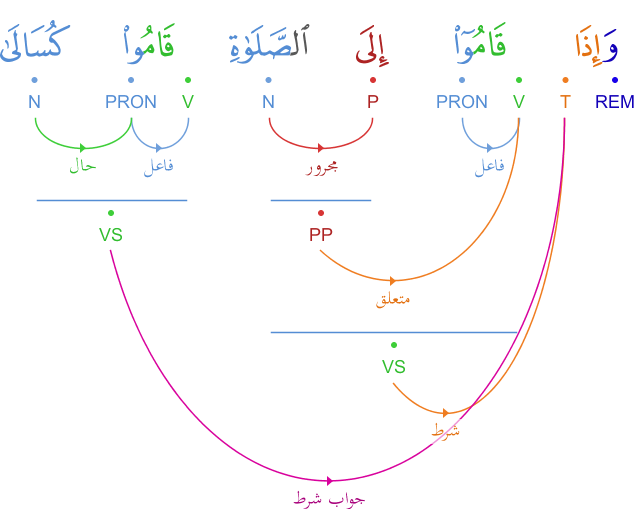 وَإِذَا قَامُوٓا۟ إِلَى ٱلصَّلَوٰةِ قَامُوا۟ كُسَالَىٰ
REM T V PRON P N V PRON N
فاعل مجرور فاعل حال
PP VS
متعلق
VS
شرط
جواب شرط